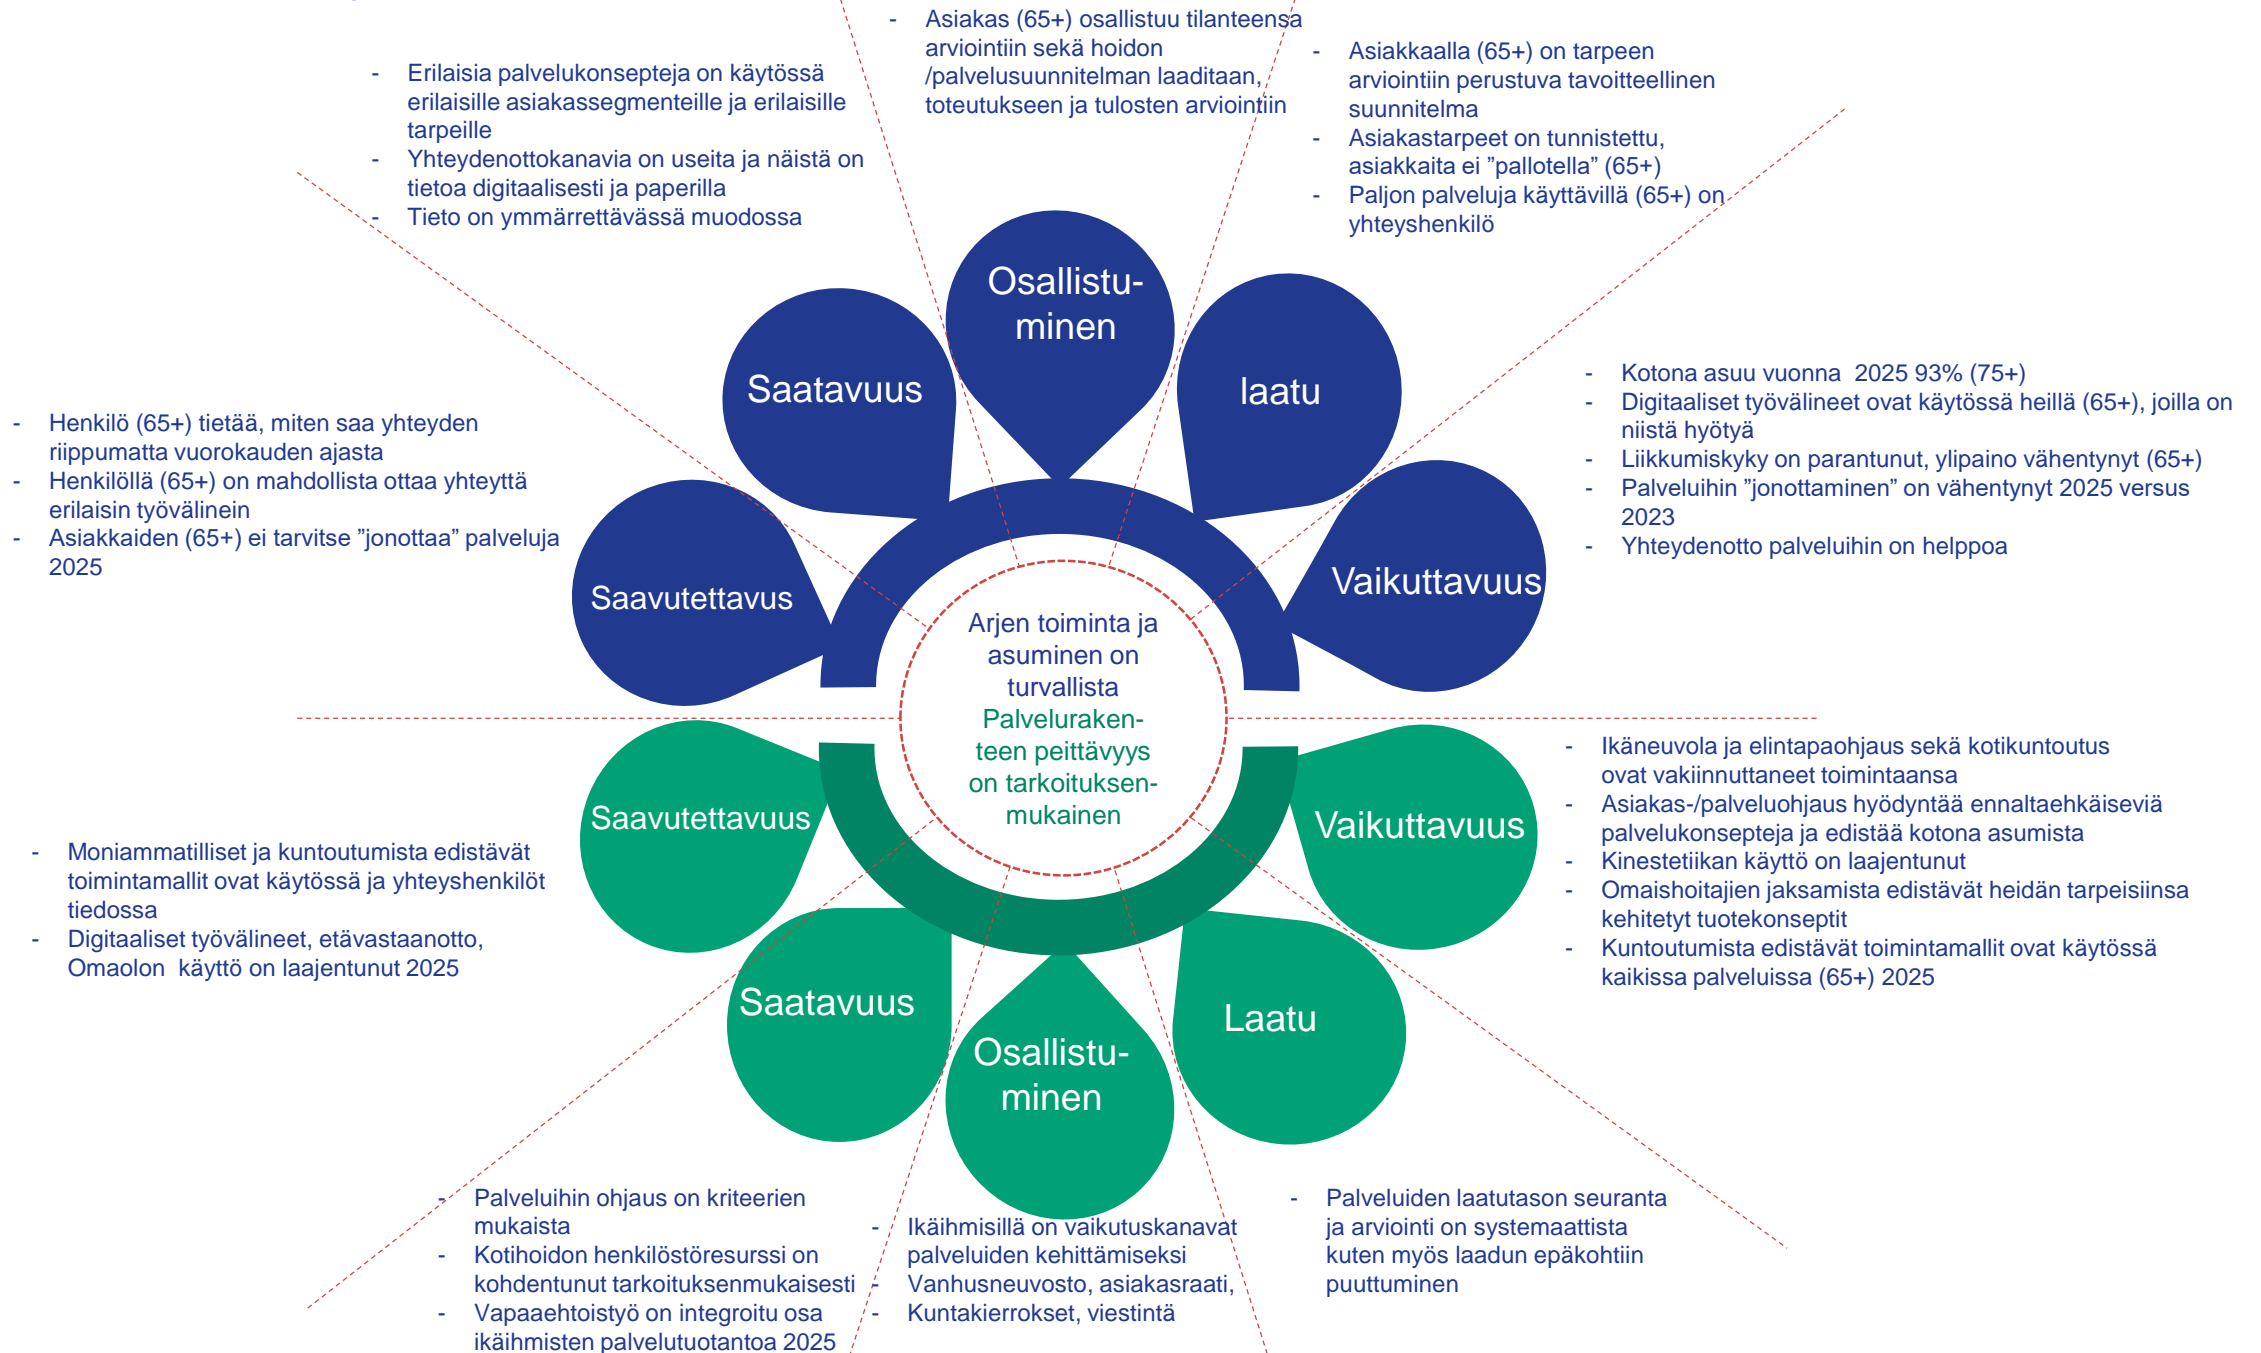 - Asiakas (65+) osallistuu tilanteensa
arviointiin sekä hoidon
/palvelusuunnitelman laaditaan,
toteutukseen ja tulosten arviointiin
- Erilaisia palvelukonsepteja on käytössä
erilaisille asiakassegmenteille ja erilaisille
tarpeille
- Yhteydenottokanavia on useita ja näistä on
tietoa digitaalisesti ja paperilla
- Tieto on ymmärrettävässä muodossa
- Asiakkaalla (65+) on tarpeen
arviointiin perustuva tavoitteellinen
suunnitelma
- Asiakastarpeet on tunnistettu,
asiakkaita ei ”pallotella” (65+)
- Paljon palveluja käyttävillä (65+) on
yhteyshenkilö
Osallistu-
minen
Saatavuus
laatu
- Henkilö (65+) tietää, miten saa yhteyden
riippumatta vuorokauden ajasta
- Henkilöllä (65+) on mahdollista ottaa yhteyttä
erilaisin työvälinein
- Asiakkaiden (65+) ei tarvitse ”jonottaa” palveluja
2025
- Kotona asuu vuonna  2025 93% (75+)
- Digitaaliset työvälineet ovat käytössä heillä (65+), joilla on
niistä hyötyä
- Liikkumiskyky on parantunut, ylipaino vähentynyt (65+)
- Palveluihin ”jonottaminen” on vähentynyt 2025 versus
2023
- Yhteydenotto palveluihin on helppoa
Saavutettavus
Vaikuttavuus
Arjen toiminta ja
asuminen on
turvallista
Palveluraken-
teen peittävyys
on tarkoituksen-
mukainen
Saavutettavuus
Vaikuttavuus
- Moniammatilliset ja kuntoutumista edistävät
toimintamallit ovat käytössä ja yhteyshenkilöt
tiedossa
- Digitaaliset työvälineet, etävastaanotto,
Omaolon  käyttö on laajentunut 2025
- Ikäneuvola ja elintapaohjaus sekä kotikuntoutus
ovat vakiinnuttaneet toimintaansa
- Asiakas-/palveluohjaus hyödyntää ennaltaehkäiseviä
palvelukonsepteja ja edistää kotona asumista
- Kinestetiikan käyttö on laajentunut
- Omaishoitajien jaksamista edistävät heidän tarpeisiinsa
kehitetyt tuotekonseptit
- Kuntoutumista edistävät toimintamallit ovat käytössä
kaikissa palveluissa (65+) 2025
Saatavuus
Osallistu-
minen
Laatu
- Palveluihin ohjaus on kriteerien
mukaista
- Kotihoidon henkilöstöresurssi on
kohdentunut tarkoituksenmukaisesti
- Vapaaehtoistyö on integroitu osa
ikäihmisten palvelutuotantoa 2025
- Ikäihmisillä on vaikutuskanavat
palveluiden kehittämiseksi
- Vanhusneuvosto, asiakasraati,
- Kuntakierrokset, viestintä
- Palveluiden laatutason seuranta
ja arviointi on systemaattista
kuten myös laadun epäkohtiin
puuttuminen